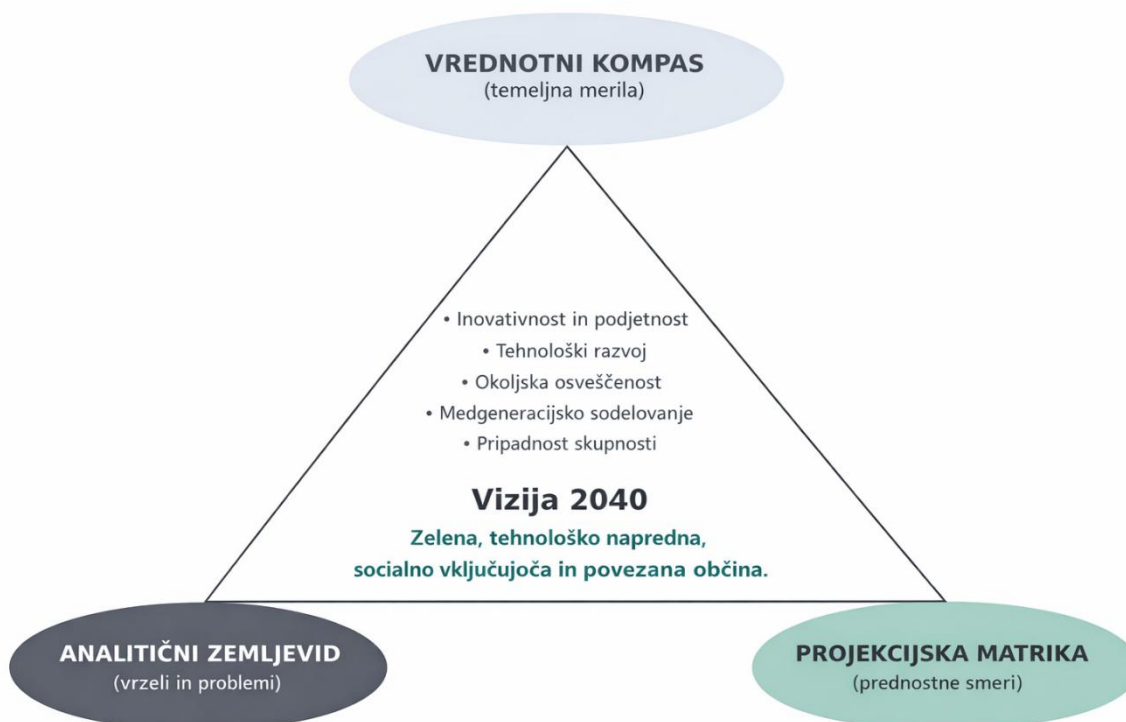 VREDNOTNI KOMPAS
(temeljna merila)
• Inovativnost in podjetnost
• Tehnološki razvoj
• Okoljska osveščenost
• Medgeneracijsko sodelovanje
• Pripadnost skupnosti
Vizija 2040
Zelena, tehnološko napredna,
socialno vključujoča in povezana občina.
ANALITIČNI ZEMLJEVID
(vrzeli in problemi)
PROJEKCIJSKA MATRIKA
(prednostne smeri)